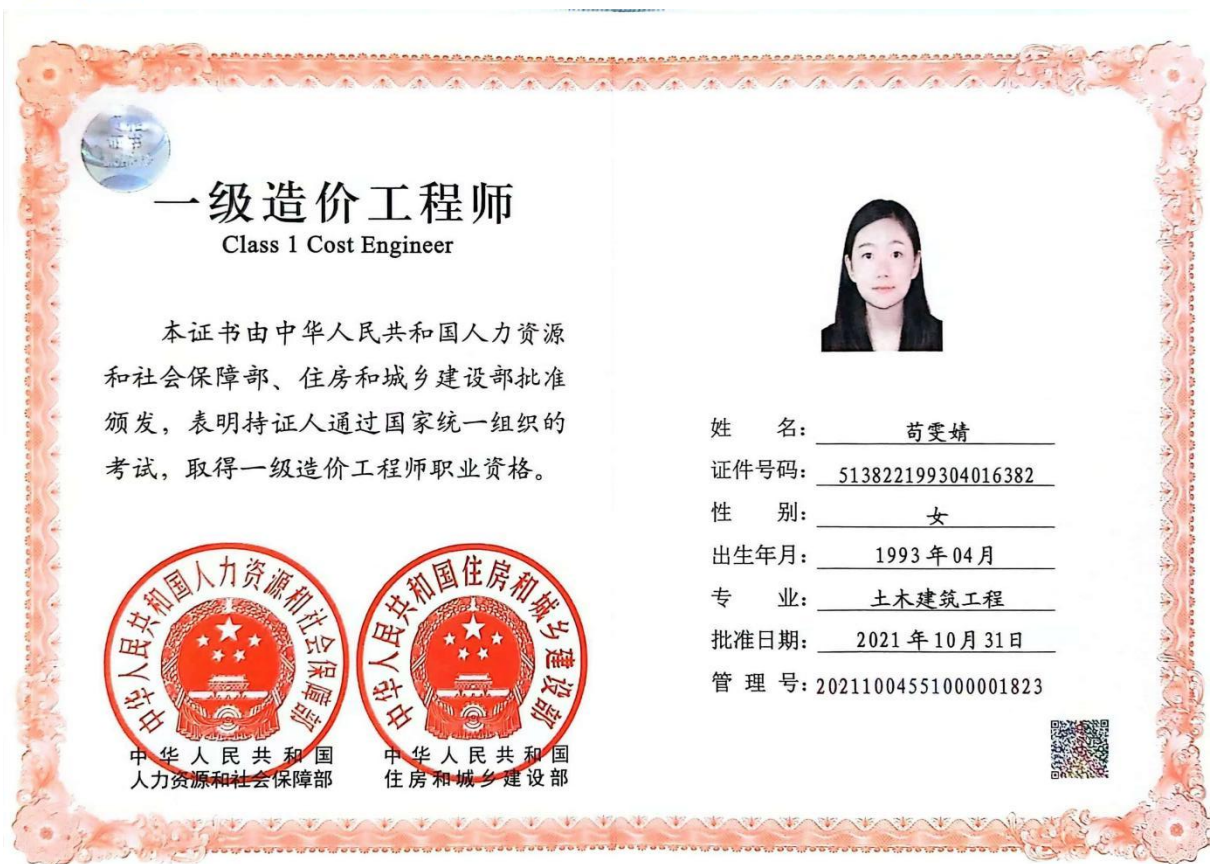 一级造价工程师
Class 1 Cost Engineer
本证书由中华人民共和国人力资源
和社会保障部、住房和城乡建设部批准
颁发，表明持证人通过国家统一组织的
考试，取得一级造价工程师职业资格。
中华人民共和国人力资源和社会保障部
中华人民共和国
人力资源和社会保障部
中华人民共和国住房和城乡建设部
中华人民共和国
住房和城乡建设部
姓 名：苟雯婧
证件号码：513822199304016382
性 别：女
出生年月：1993年04月
专 业：土木建筑工程
批准日期：2021年10月31日
管 理 号：20211004551000001823